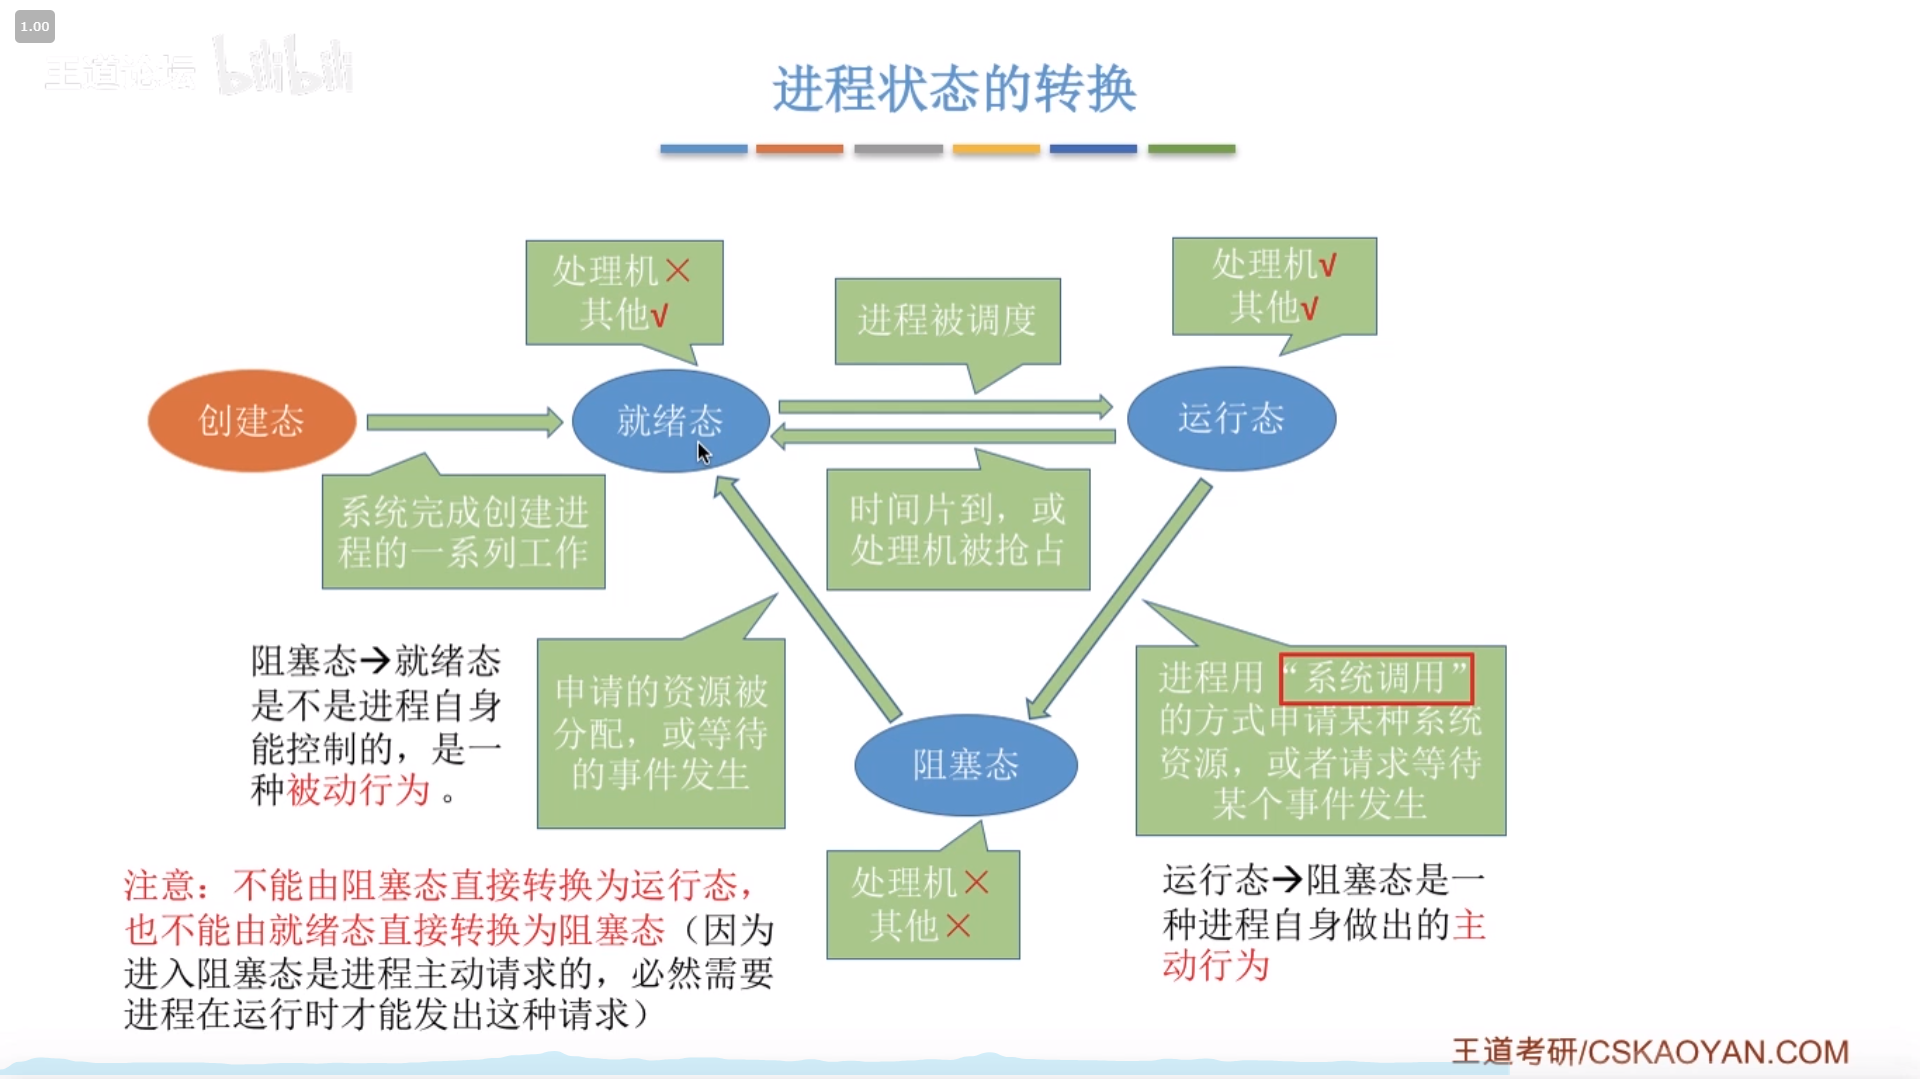 1.00
王道论坛 bilibili
进程状态的转换
处理机×
其他√
进程被调度
处理机√
其他√
创建态
就绪态
运行态
系统完成创建进
程的一系列工作
时间片到，或
处理机被抢占
阻塞态→就绪态
是不是进程自身
能控制的，是一
种被动行为 。
申请的资源被
分配，或等待
的事件发生
阻塞态
进程用“系统调用”
的方式申请某种系统
资源，或者请求等待
某个事件发生
处理机×
其他×
运行态→阻塞态是一
种进程自身做出的主
动行为
注意：不能由阻塞态直接转换为运行态，
也不能由就绪态直接转换为阻塞态（因为
进入阻塞态是进程主动请求的，必然需要
进程在运行时才能发出这种请求）
王道考研/CSKAOYAN.COM